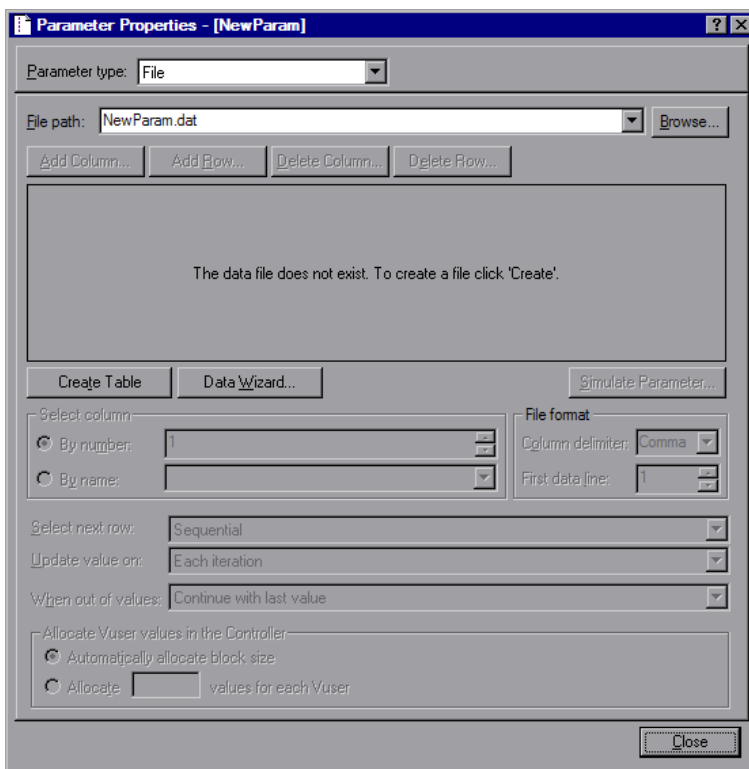 Parameter Properties - [NewParam]
Parameter type: File
File path: NewParam.dat Browse...
Add Column... Add Row... Delete Column... Delete Row...
The data file does not exist. To create a file click 'Create'.
Create Table Data Wizard... Simulate Parameter...
Select column File format
By number: 1 Column delimiter: Comma
By name: First data line: 1
Select next row: Sequential
Update value on: Each iteration
When out of values: Continue with last value
Allocate Vuser values in the Controller
Automatically allocate block size
Allocate values for each Vuser
Close